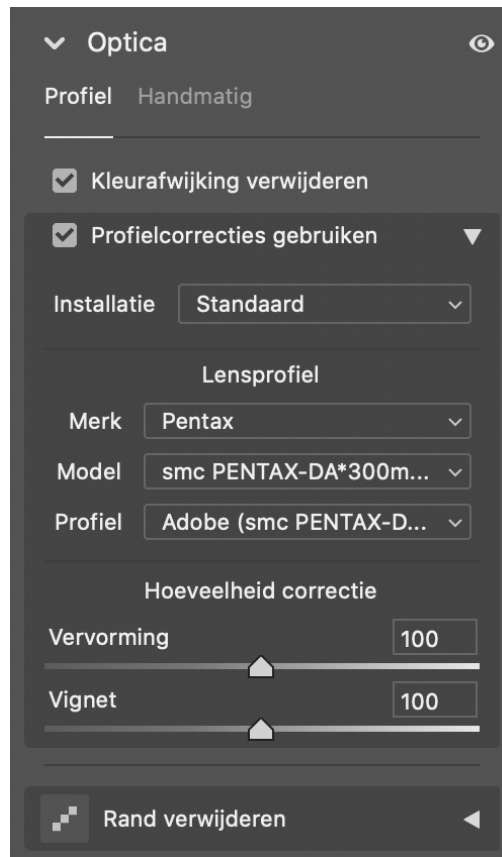 Optica
Profiel Handmatig
Kleurafwijking verwijderen
Profielcorrecties gebruiken
Installatie Standaard
Lensprofiel
Merk Pentax
Model smc PENTAX-DA*300m...
Profiel Adobe (smc PENTAX-D...
Hoeveelheid correctie
Vervorming 100
Vignet 100
Rand verwijderen